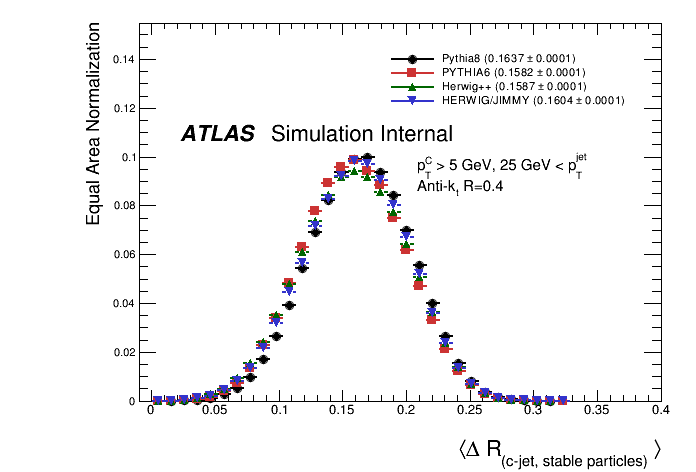 Equal Area Normalization
0.14
0.12
0.1
0.08
0.06
0.04
0.02
0
Pythia8 (0.1637 ± 0.0001)
PYTHIA6 (0.1582 ± 0.0001)
Herwig++ (0.1587 ± 0.0001)
HERWIG/JIMMY (0.1604 ± 0.0001)
ATLAS Simulation Internal
p_T^C > 5 GeV, 25 GeV < p_T^jet
Anti-k_t R=0.4
0 0.05 0.1 0.15 0.2 0.25 0.3 0.35 0.4
⟨Δ R_(c-jet, stable particles)⟩